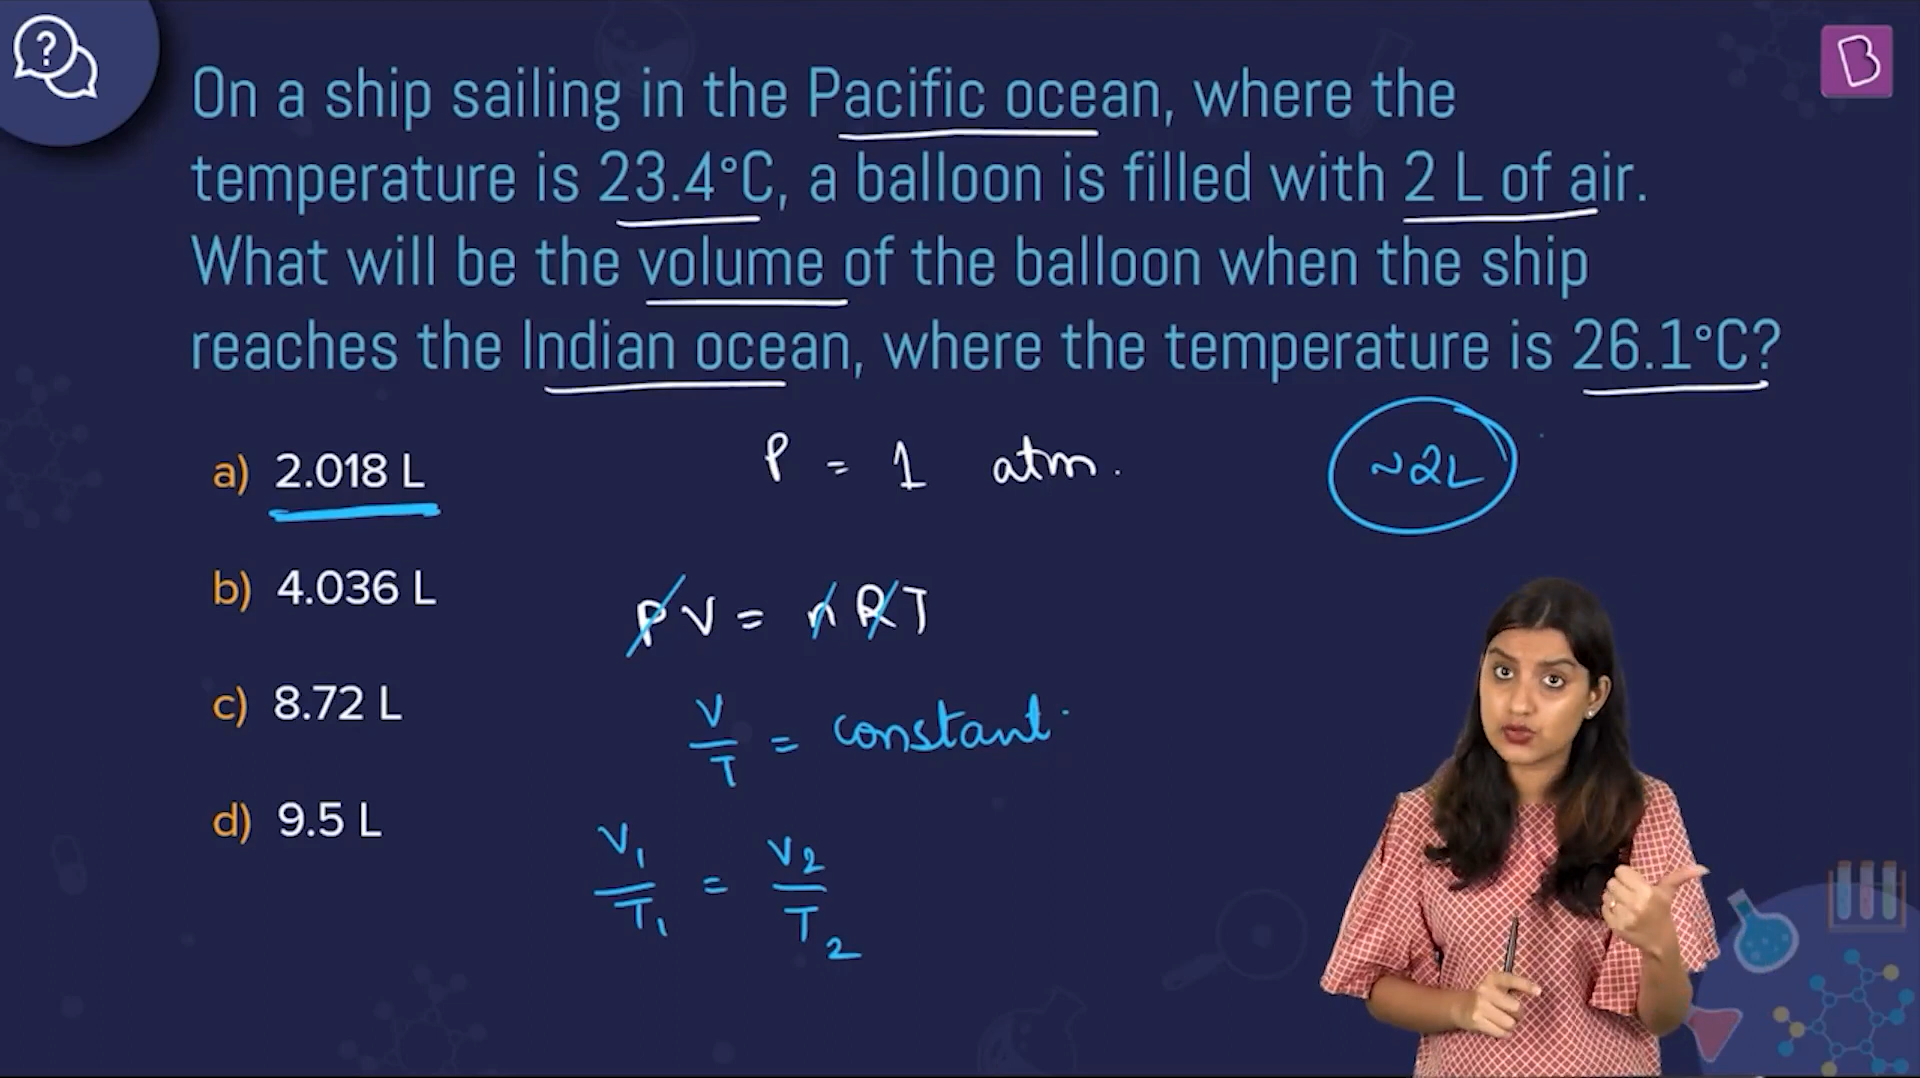 On a ship sailing in the Pacific ocean, where the
temperature is 23.4°C, a balloon is filled with 2 L of air.
What will be the volume of the balloon when the ship
reaches the Indian ocean, where the temperature is 26.1°C?
a) 2.018 L
P = 1 atm.
~2L
b) 4.036 L
PV = nRT
c) 8.72 L
V/T = constant
d) 9.5 L
V1/T1 = V2/T2